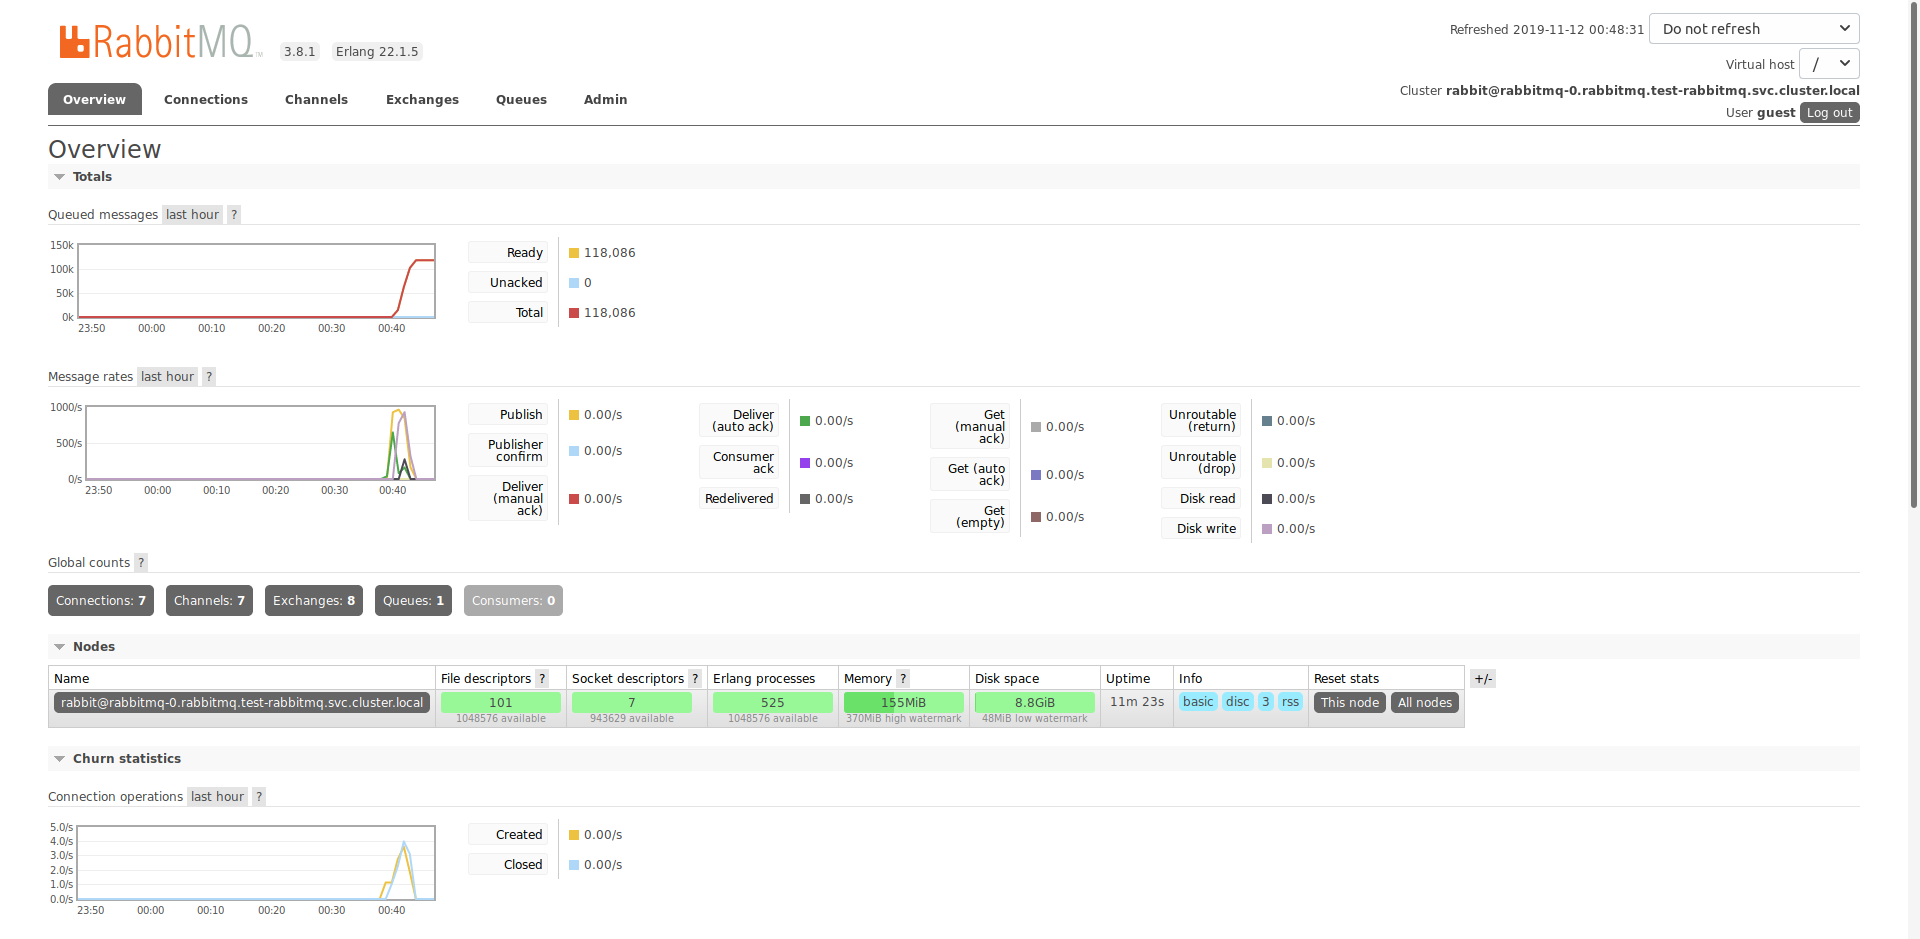 RabbitMQ TM 3.8.1 Erlang 22.1.5
Refreshed 2019-11-12 00:48:31 Do not refresh
Virtual host /
Cluster rabbit@rabbitmq-0.rabbitmq.test-rabbitmq.svc.cluster.local
User guest Log out
Overview Connections Channels Exchanges Queues Admin
Overview
Totals
Queued messages last hour ?
150k
100k
50k
0k
23:50 00:00 00:10 00:20 00:30 00:40
Ready 118,086
Unacked 0
Total 118,086
Message rates last hour ?
1000/s
500/s
0/s
23:50 00:00 00:10 00:20 00:30 00:40
Publish 0.00/s
Publisher
confirm 0.00/s
Deliver
(manual
ack) 0.00/s
Deliver
(auto ack) 0.00/s
Consumer
ack 0.00/s
Redelivered 0.00/s
Get
(manual
ack) 0.00/s
Get (auto
ack) 0.00/s
Get
(empty) 0.00/s
Unroutable
(return) 0.00/s
Unroutable
(drop) 0.00/s
Disk read 0.00/s
Disk write 0.00/s
Global counts ?
Connections: 7 Channels: 7 Exchanges: 8 Queues: 1 Consumers: 0
Nodes
Name File descriptors ? Socket descriptors ? Erlang processes Memory ? Disk space Uptime Info Reset stats +/-
rabbit@rabbitmq-0.rabbitmq.test-rabbitmq.svc.cluster.local 101 7 525 155MiB 8.8GiB 11m 23s basic disc 3 rss This node All nodes
1048576 available 943629 available 1048576 available 370MiB high watermark 48MiB low watermark
Churn statistics
Connection operations last hour ?
5.0/s
4.0/s
3.0/s
2.0/s
1.0/s
0.0/s
23:50 00:00 00:10 00:20 00:30 00:40
Created 0.00/s
Closed 0.00/s